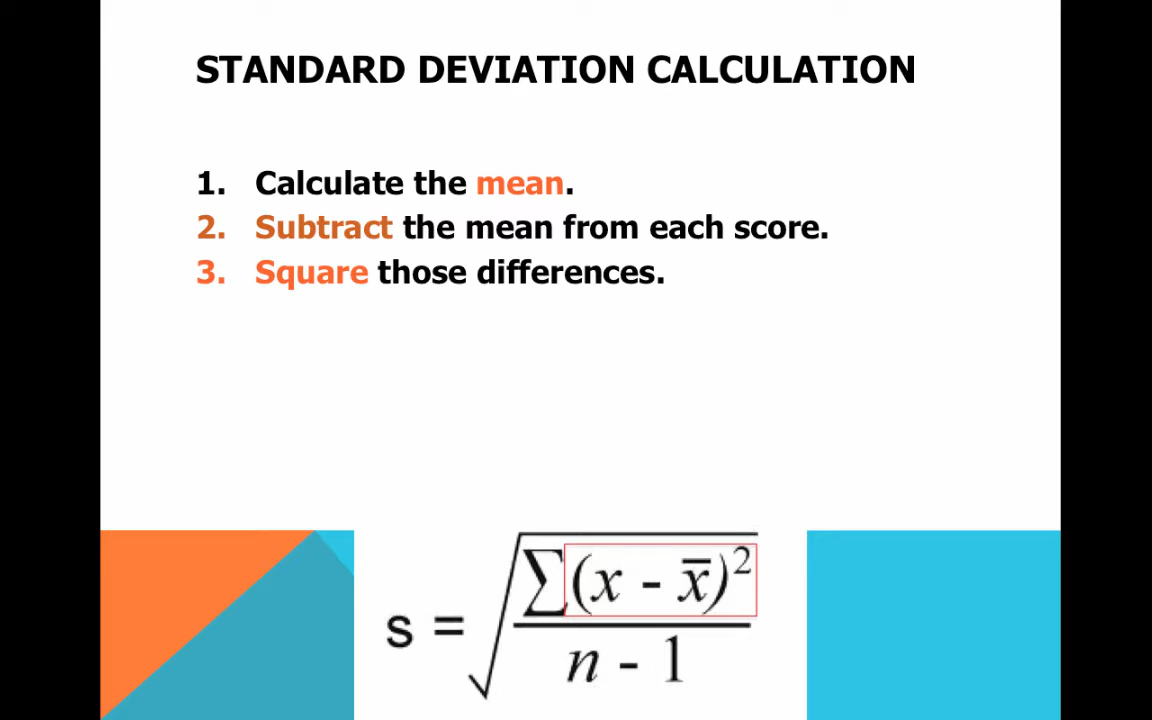 STANDARD DEVIATION CALCULATION
1. Calculate the mean.
2. Subtract the mean from each score.
3. Square those differences.
s = √(∑(x - x̄)² / (n - 1))